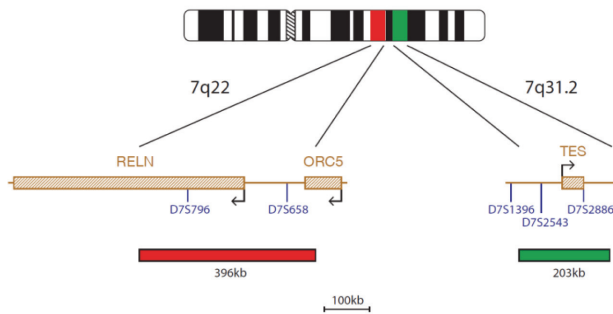 7q22
7q31.2
RELN
ORC5
TES
D7S796
D7S658
D7S1396
D7S2886
D7S2543
396kb
203kb
100kb